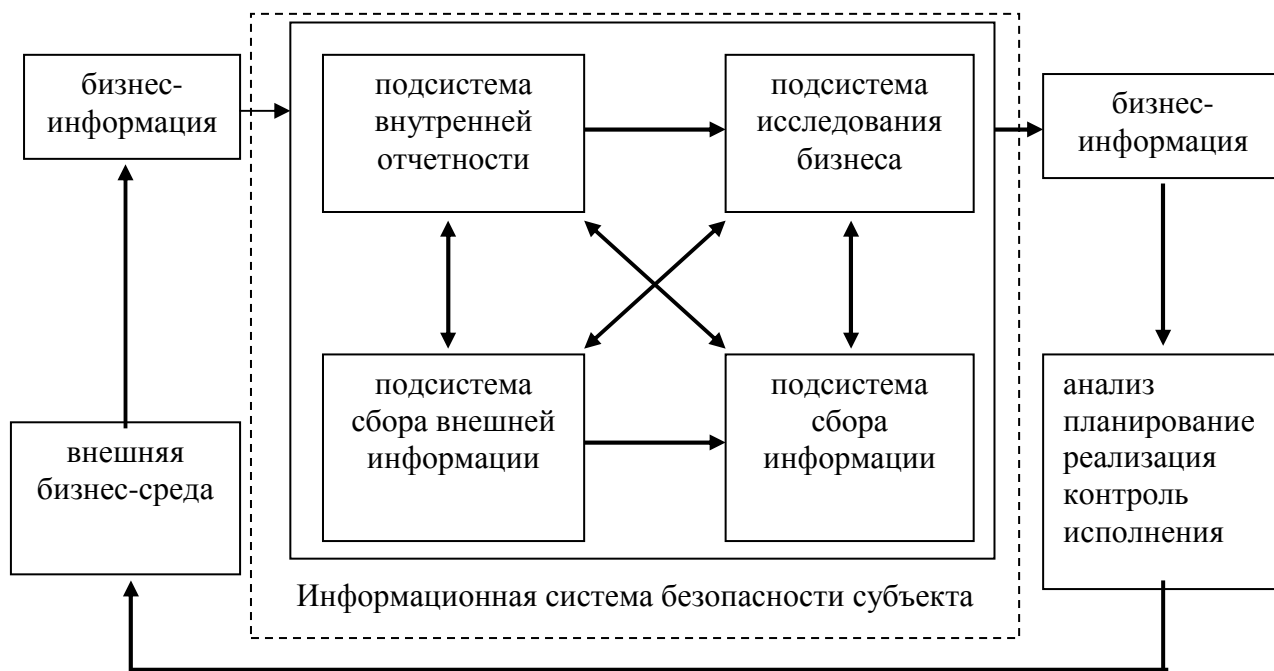 бизнес-
информация
подсистема
внутренней
отчетности
подсистема
исследования
бизнеса
бизнес-
информация
внешняя
бизнес-среда
подсистема
сбора внешней
информации
подсистема
сбора
информации
анализ
планирование
реализация
контроль
исполнения
Информационная система безопасности субъекта